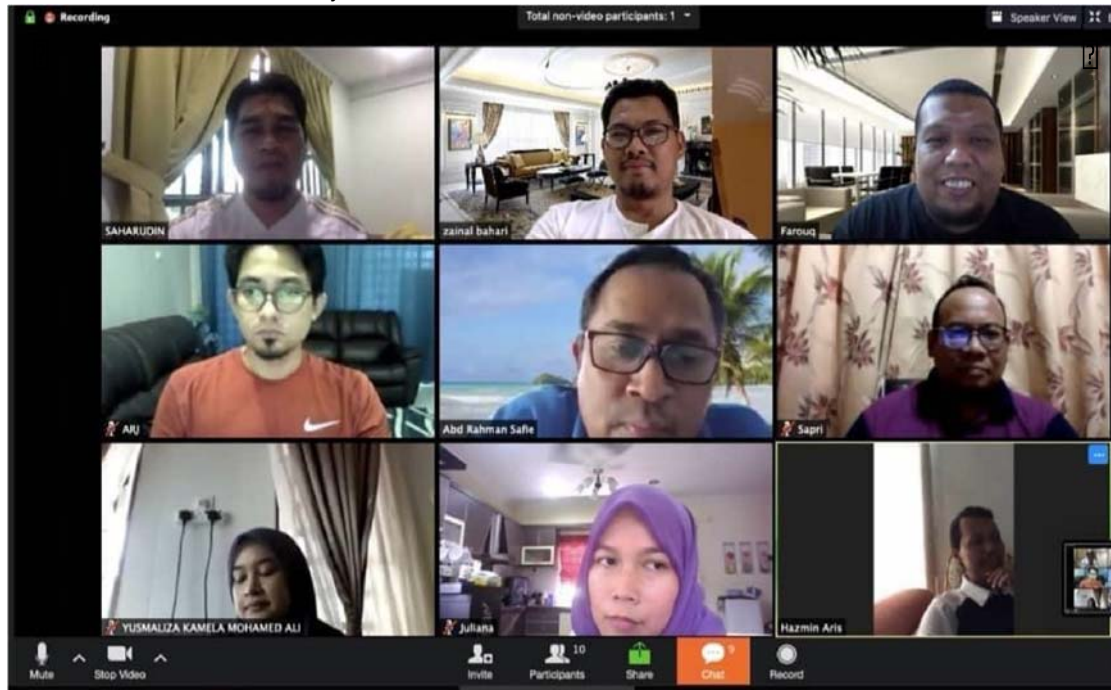 Recording
Total non-video participants: 1
Speaker View
SAHARUDIN
zainal bahari
Farouq
AIU
Abd Rahman Safie
Sapri
YUSMALIZA KAMELA MOHAMED ALI
Juliana
Hazmin Aris
Mute
Stop Video
Invite
Participants
10
Share
Chat
9
Record